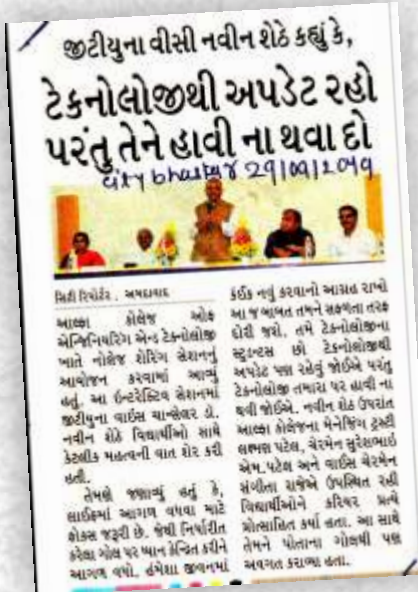 જીટીયુના વીસી નવીન શેઠે કહ્યું કે,
ટેકનોલોજીથી અપડેટ રહો
પરંતુ તેને હાવી ના થવા દો
city bhaskar
સિટી રિપોર્ટર . અમદાવાદ
આલ્ફા કોલેજ ઓફ
એન્જિનિયરિંગ એન્ડ ટેકનોલોજી
ખાતે નોલેજ શેરિંગ સેશનનું
આયોજન કરવામાં આવ્યું
હતું. આ ઇન્ટરેક્ટિવ સેશનમાં
જીટીયુના વાઇસ ચાન્સેલર ડો.
નવીન શેઠે વિદ્યાર્થીઓ સાથે
કેટલીક મહત્વની વાત શેર કરી
હતી.
તેમણે જણાવ્યું હતું કે,
લાઈફમાં આગળ વધવા માટે
ફોકસ જરૂરી છે. જેથી નિર્ધારીત
કરેલા ગોલ પર ધ્યાન કેન્દ્રિત કરીને
આગળ વધો. હંમેશા જીવનમાં
કંઈક નવું કરવાનો આગ્રહ રાખો
આ જ બાબત તમને સફળતા તરફ
દોરી જશે. તમે ટેકનોલોજીના
સ્ટુડન્ટસ છો ટેકનોલોજીથી
અપડેટ પણ રહેવું જોઈએ પરંતુ
ટેકનોલોજી તમારા પર હાવી ના
થવી જોઈએ. નવીન શેઠ ઉપરાંત
આલ્ફા કોલેજના મેનેજિંગ ટ્રસ્ટી
લક્ષ્મણ પટેલ, ચેરમેન સુરેશભાઈ
એમ. પટેલ અને વાઈસ ચેરમેન
સંગીતા રાજેએ ઉપસ્થિત રહી
વિદ્યાર્થીઓને કરિયર પ્રત્યે
પ્રોત્સાહિત કર્યા હતા. આ સાથે
તેમને પોતાના ગોલથી પણ
અવગત કરાવ્યા હતા.